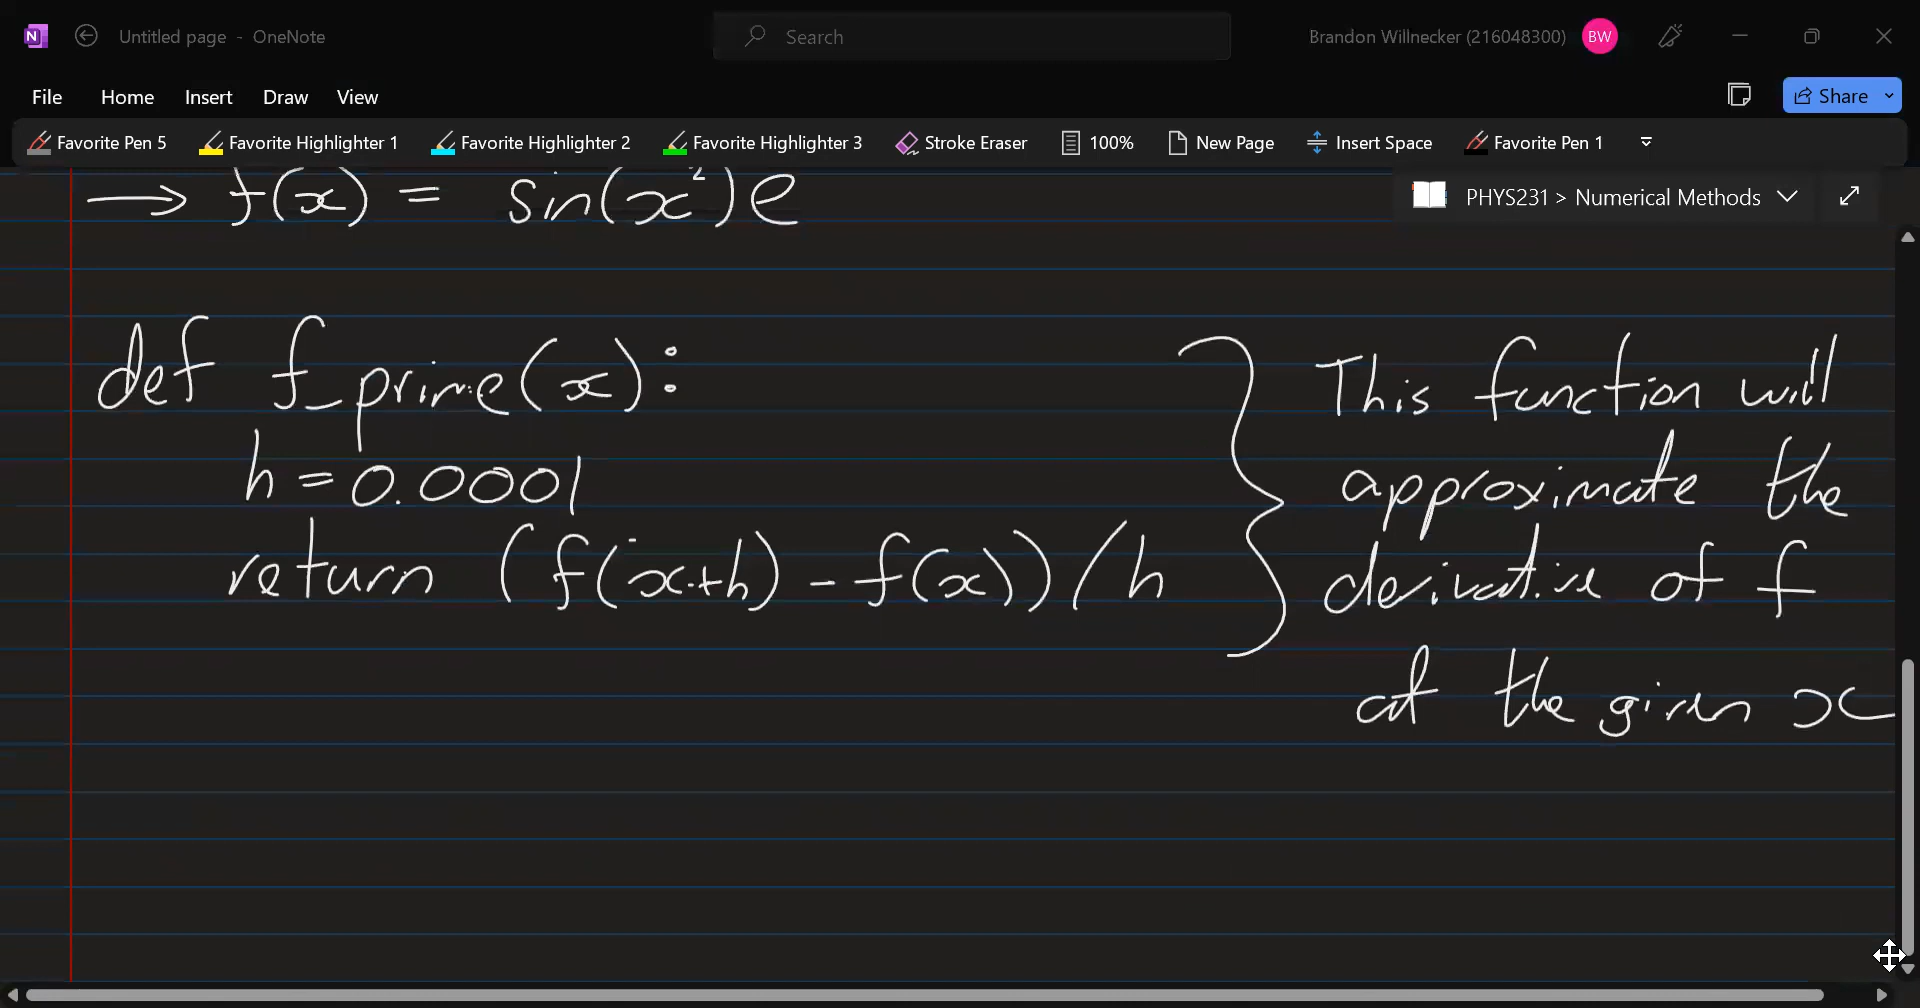 Untitled page - OneNote
Search
Brandon Willnecker (216048300) BW
File Home Insert Draw View
Share
Favorite Pen 5 Favorite Highlighter 1 Favorite Highlighter 2 Favorite Highlighter 3 Stroke Eraser 100% New Page Insert Space Favorite Pen 1
PHYS231 > Numerical Methods
→ f(x) = sin(x²)e
def f_prime(x):
h = 0.0001
return (f(x+h) - f(x))/h
This function will
approximate the
derivative of f
at the given x